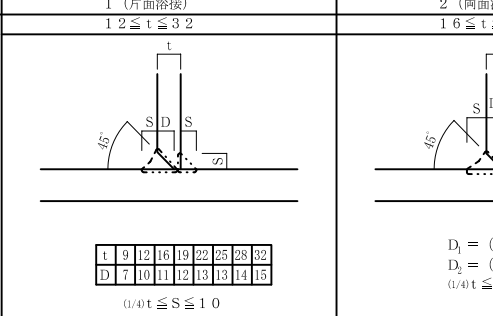 1 (片面溶接)
2 (両面
12≦t≦32
16≦t≦
t
S D S
S
45°
S
45°
t 9 12 16 19 22 25 28 32
D 7 10 11 12 13 13 14 15
(1/4)t≦S≦10
D₁ = (
D₂ = (
(1/4)t≦